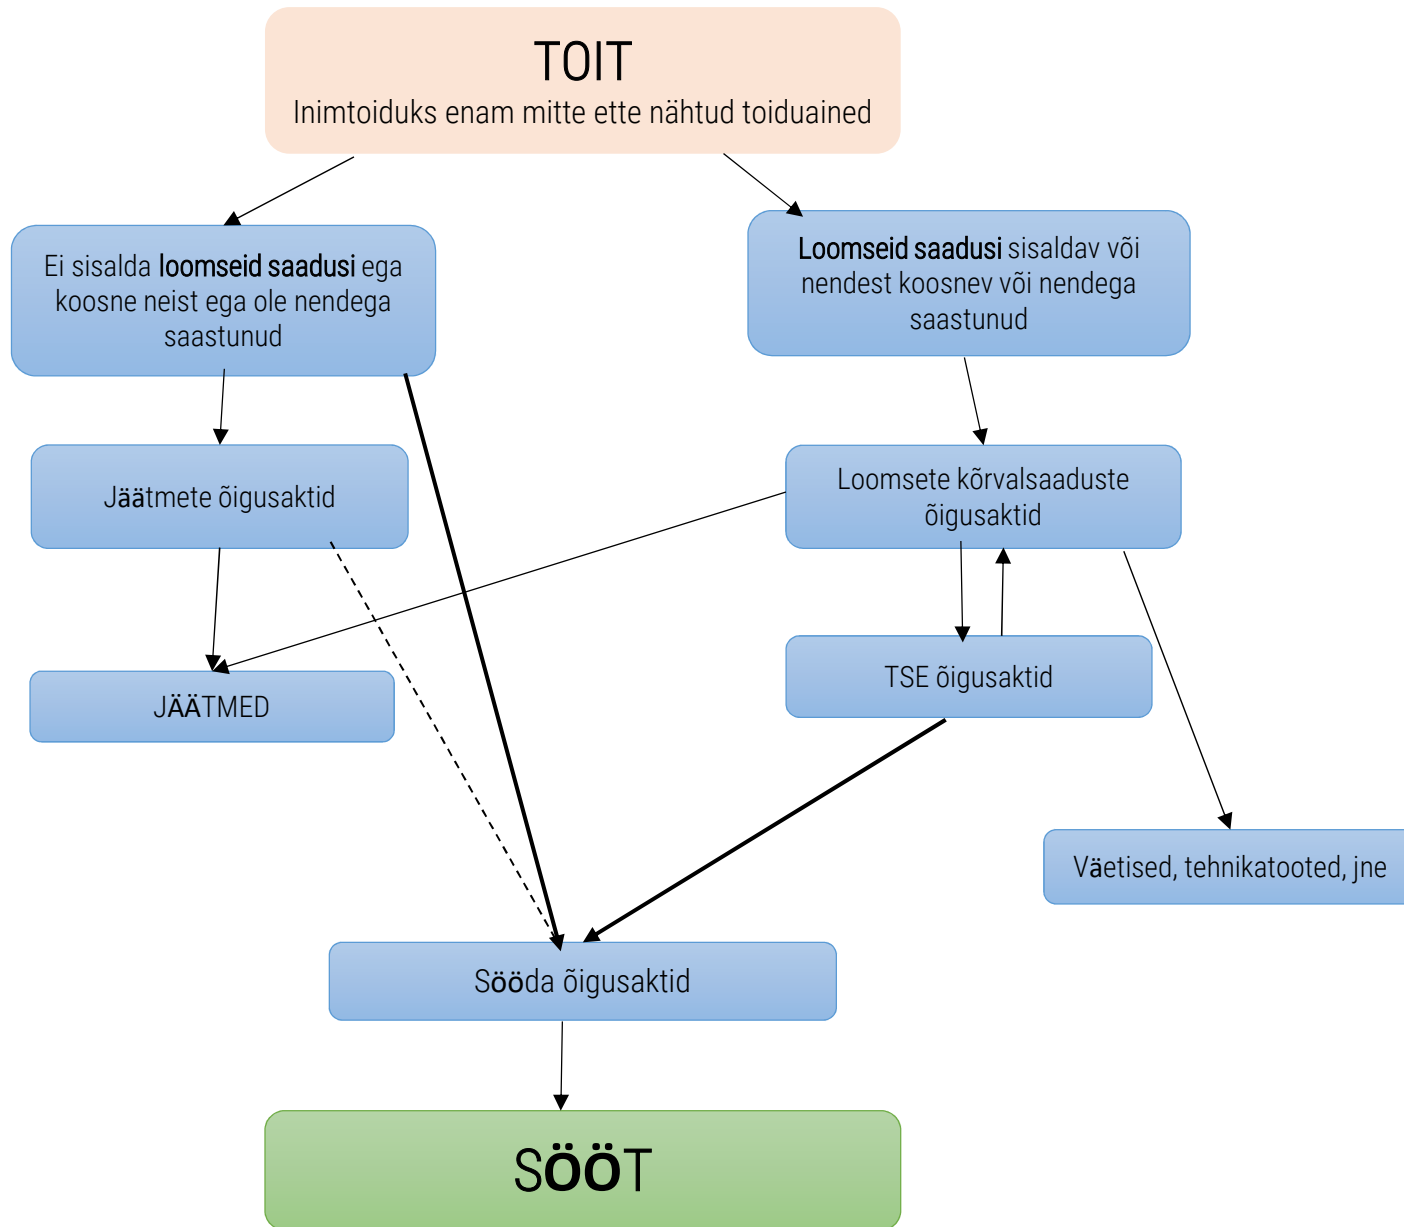 TOIT
Inimtoiduks enam mitte ette nähtud toiduained
Ei sisalda loomseid saadusi ega
koosne neist ega ole nendega
saastunud
Loomseid saadusi sisaldav või
nendest koosnev või nendega
saastunud
Jäätmete õigusaktid
Loomsete kõrvalsaaduste
õigusaktid
JÄÄTMED
TSE õigusaktid
Väetised, tehnikatooted, jne
Sööda õigusaktid
SÖÖT